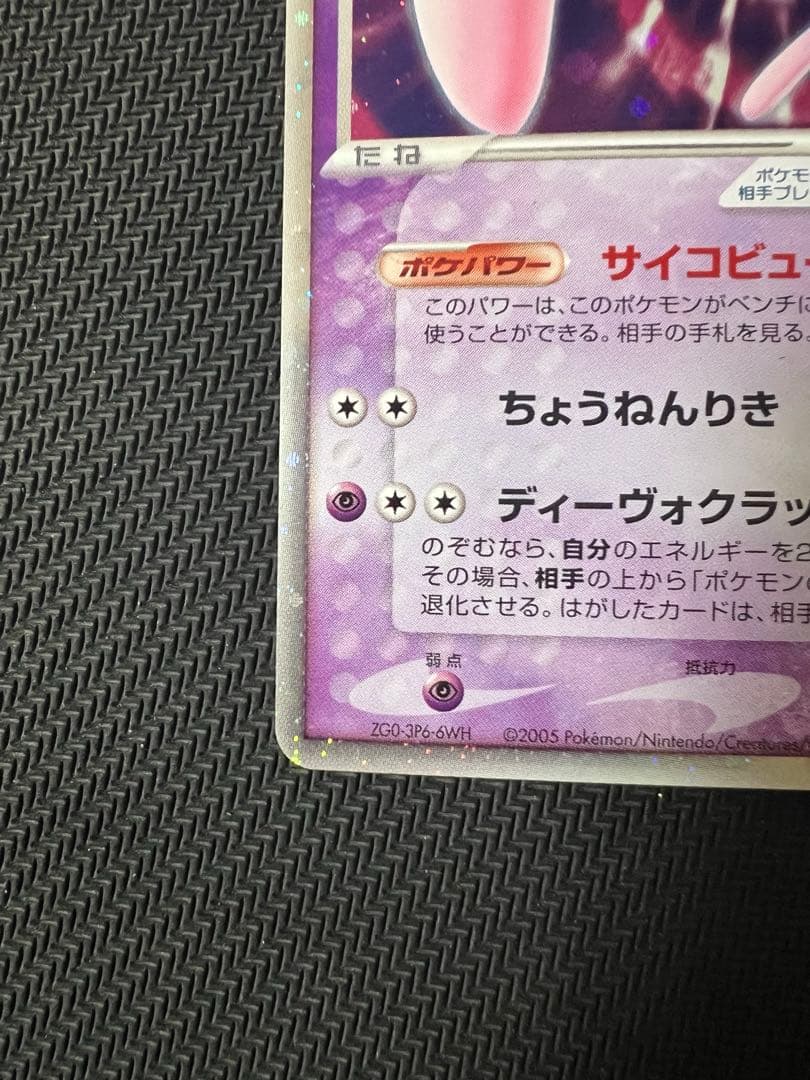 たね
ポケモ
相手プレ
ポケパワー サイコビュー
このパワーは、このポケモンがベンチに
使うことができる。相手の手札を見る。
ちょうねんりき
ディーヴォクラッ
のぞむなら、自分のエネルギーを2
その場合、相手の上から「ポケモンの
退化させる。はがしたカードは、相手
弱点 抵抗力
ZG0-3P6-6WH ©2005 Pokémon/Nintendo/Creatures/